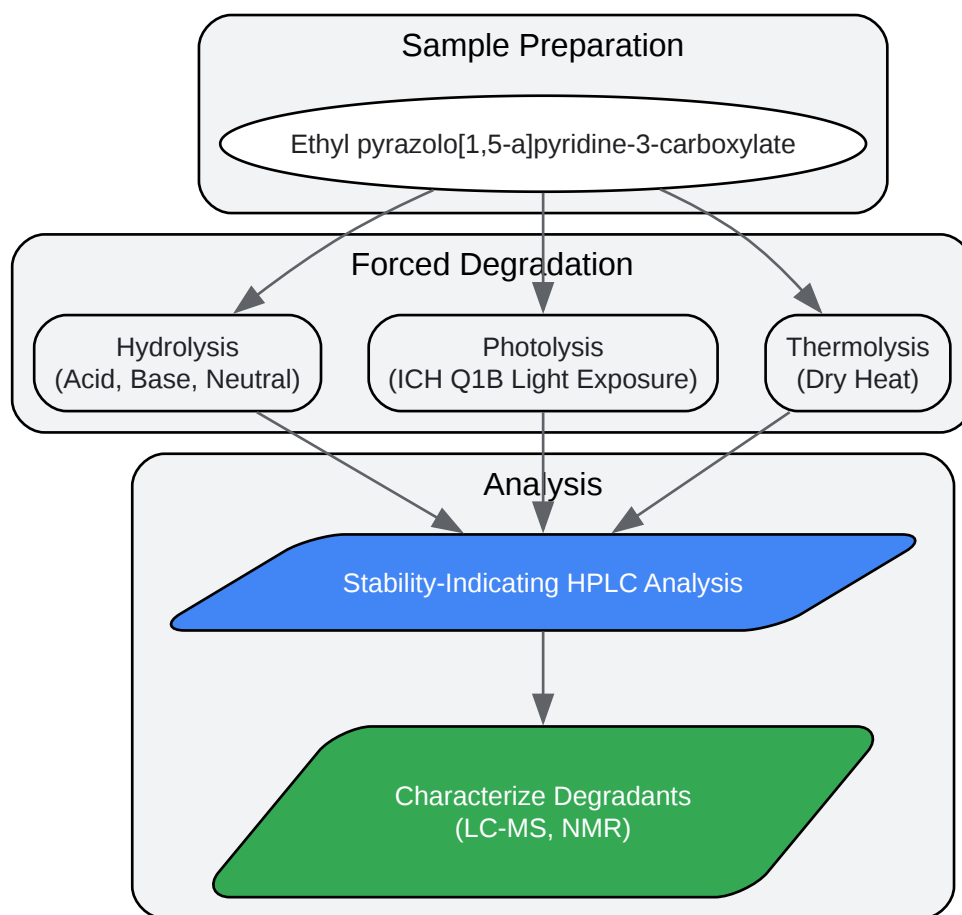 Sample Preparation
Ethyl pyrazolo[1,5-a]pyridine-3-carboxylate
Forced Degradation
Hydrolysis
(Acid, Base, Neutral)
Photolysis
(ICH Q1B Light Exposure)
Thermolysis
(Dry Heat)
Analysis
Stability-Indicating HPLC Analysis
Characterize Degradants
(LC-MS, NMR)